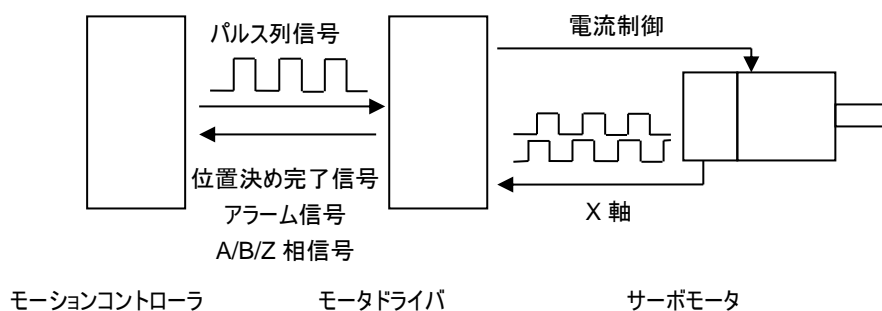 パルス列信号
電流制御
位置決め完了信号
アラーム信号
A/B/Z 相信号
X 軸
モーションコントローラ
モータドライバ
サーボモータ